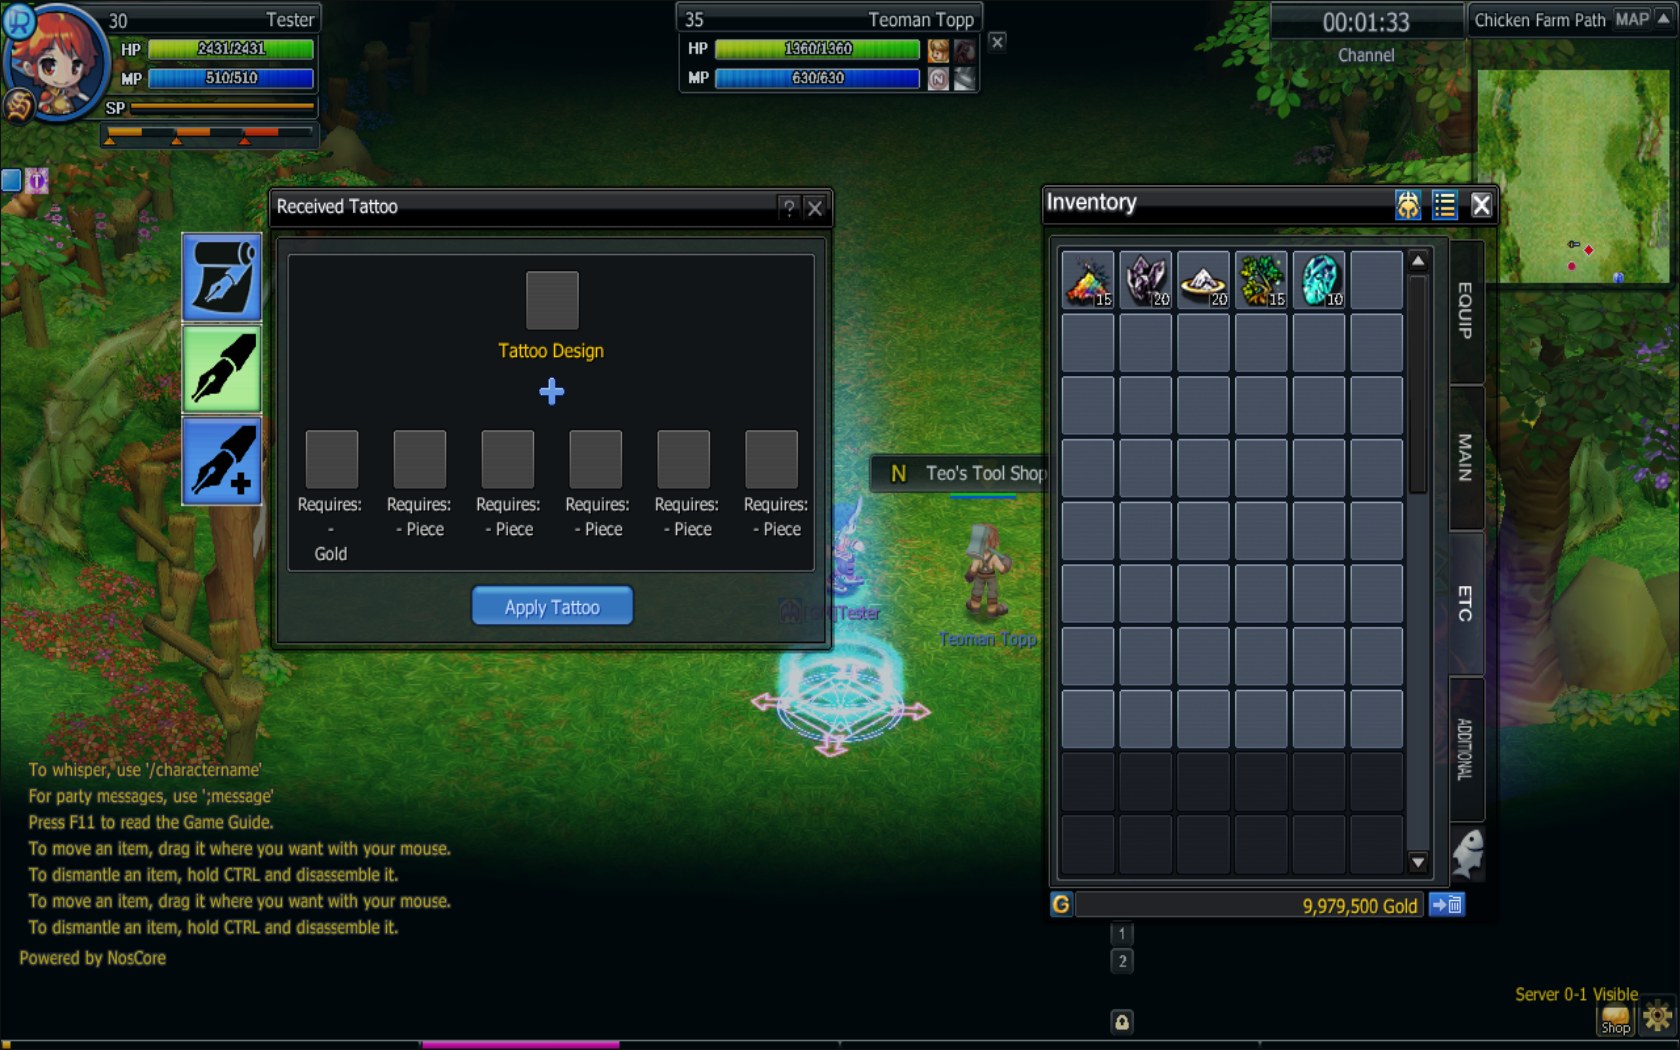 30
Tester
HP
2431/2431
MP
510/510
SP
35
Teoman Topp
HP
1360/1360
MP
630/630
N
00:01:33
Channel
Chicken Farm Path
MAP
T
Received Tattoo
?
Tattoo Design
Requires:
-
Gold
Requires:
- Piece
Requires:
- Piece
Requires:
- Piece
Requires:
- Piece
Requires:
- Piece
Apply Tattoo
N Teo's Tool Shop
Tester
Teoman Topp
Inventory
15
20
20
15
10
EQUIP
MAIN
ETC
ADDITIONAL
G
9,979,500 Gold
1
2
To whisper, use '/charactername'
For party messages, use ';message'
Press F11 to read the Game Guide.
To move an item, drag it where you want with your mouse.
To dismantle an item, hold CTRL and disassemble it.
To move an item, drag it where you want with your mouse.
To dismantle an item, hold CTRL and disassemble it.
Powered by NosCore
Server 0-1 Visible
Shop